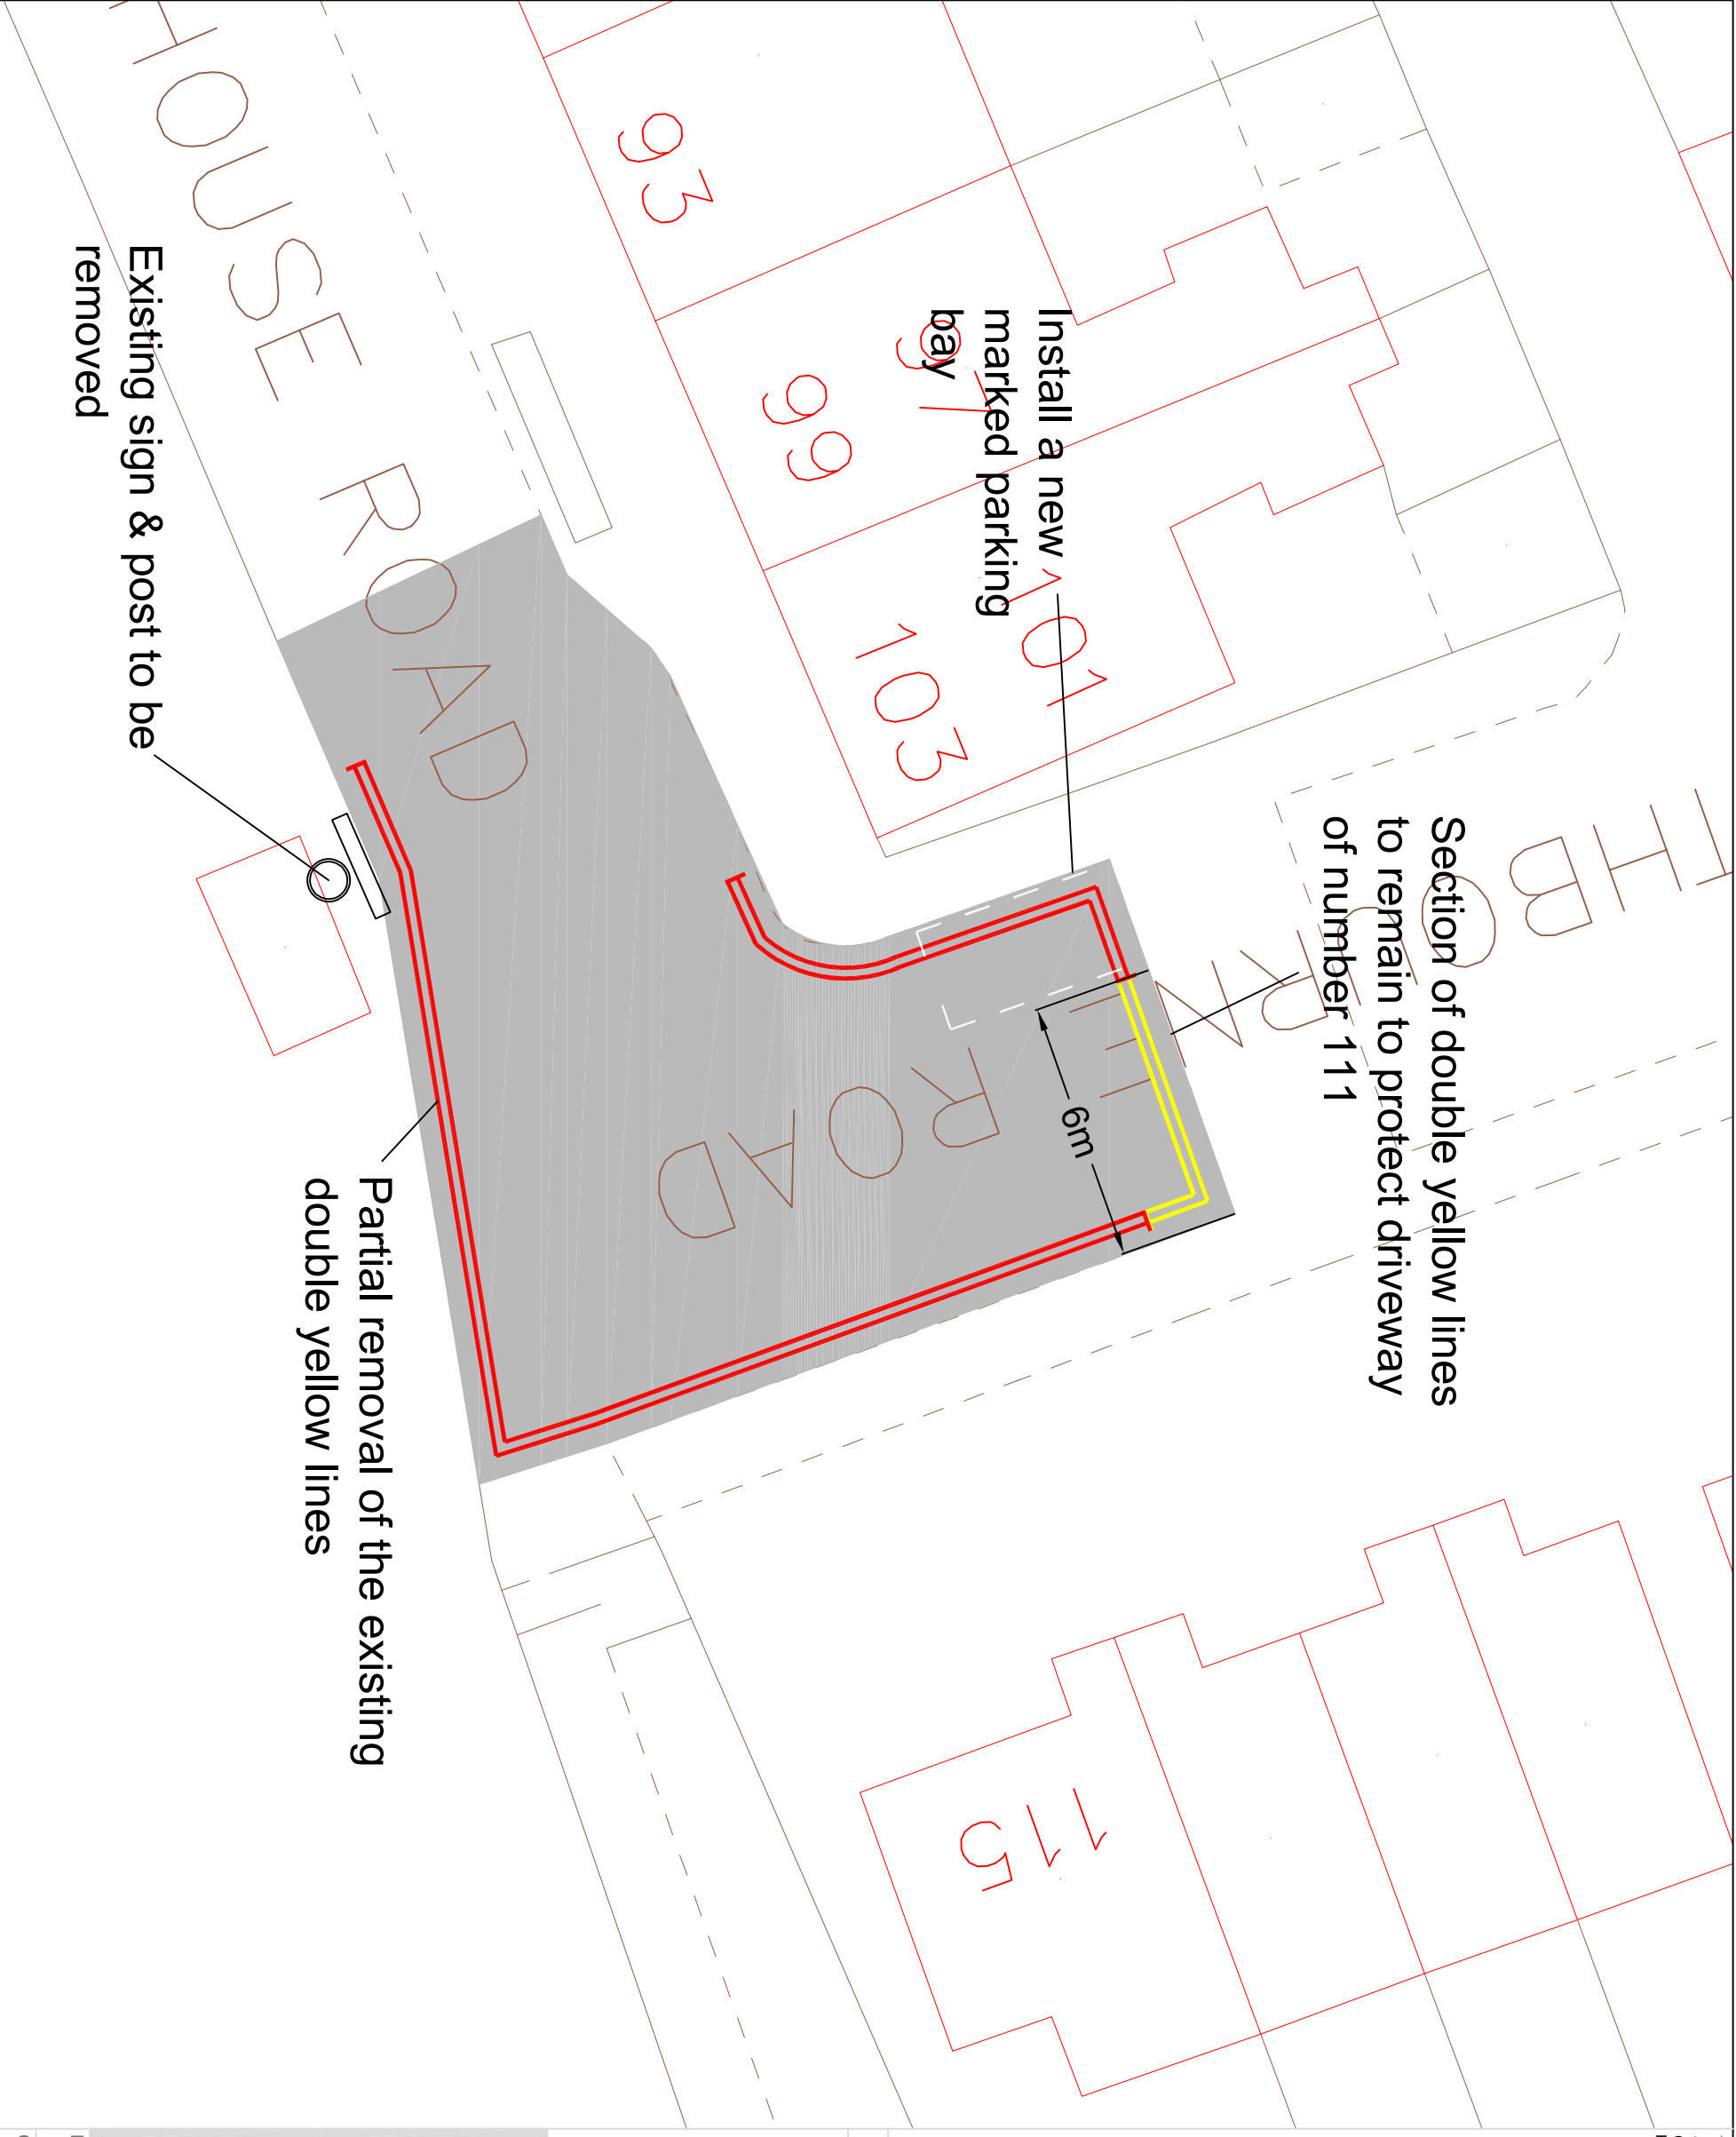 Section of double yellow lines
to remain to protect driveway
of number 111
Install a new
marked parking
bay
Existing sign & post to be
removed
Partial removal of the existing
double yellow lines
6m
HOUSE ROAD
ROAD
93
97
99
101
103
115